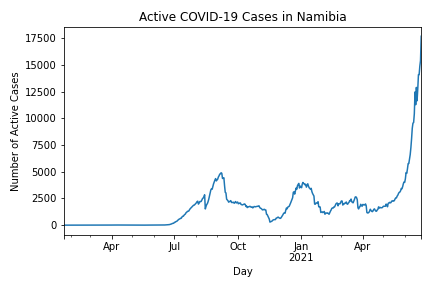 Active COVID-19 Cases in Namibia
Number of Active Cases
17500
15000
12500
10000
7500
5000
2500
0
Apr Jul Oct Jan Apr
2021
Day